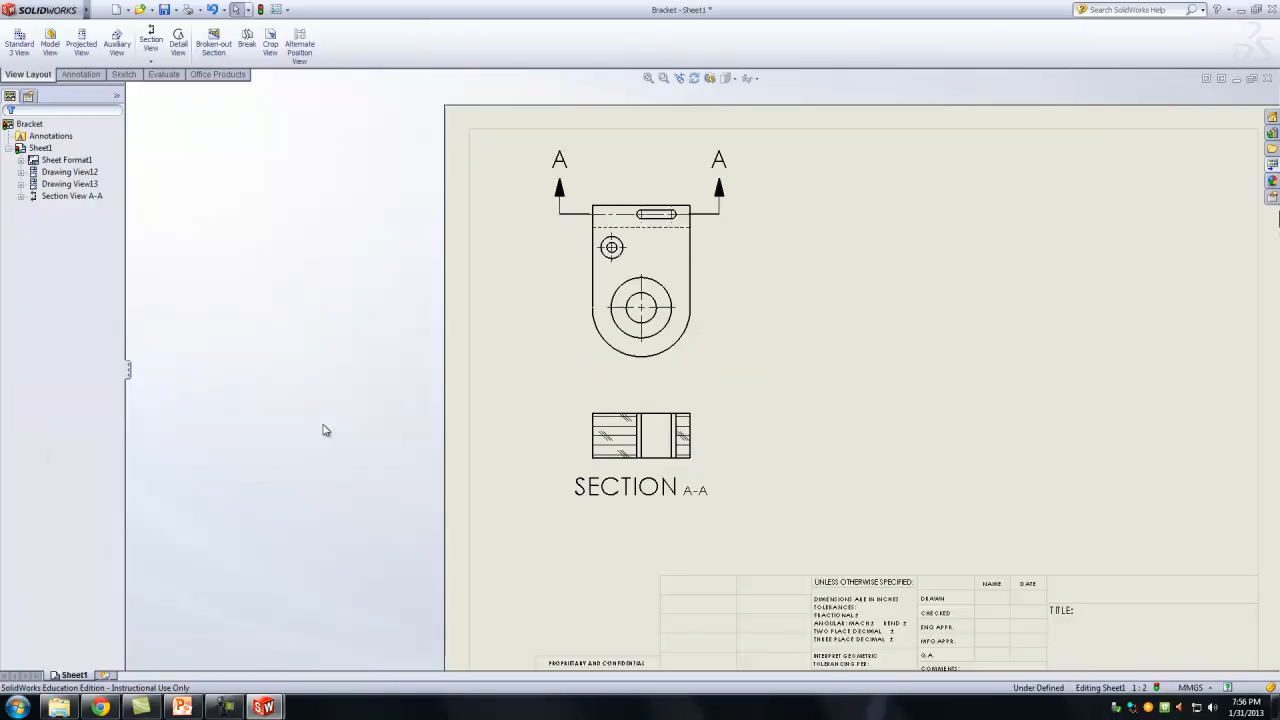 SOLIDWORKS
Bracket - Sheet1 *
Search SolidWorks Help
Standard 3 View
Model View
Projected View
Auxiliary View
Section View
Detail View
Broken-out Section
Break
Crop View
Alternate Position View
View Layout
Annotation
Sketch
Evaluate
Office Products
Bracket
Annotations
Sheet1
Sheet Format1
Drawing View12
Drawing View13
Section View A-A
A
A
SECTION A-A
UNLESS OTHERWISE SPECIFIED:
DIMENSIONS ARE IN INCHES
TOLERANCES:
FRACTIONAL ±
ANGULAR: MACH ± BEND ±
TWO PLACE DECIMAL ±
THREE PLACE DECIMAL ±
INTERPRET GEOMETRIC
TOLERANCING PER:
NAME
DATE
DRAWN
CHECKED
ENG APPR.
MFG APPR.
Q.A.
COMMENTS:
TITLE:
PROPRIETARY AND CONFIDENTIAL
Sheet1
SolidWorks Education Edition - Instructional Use Only
Under Defined
Editing Sheet1
1 : 2
MMGS
7:56 PM
1/31/2013